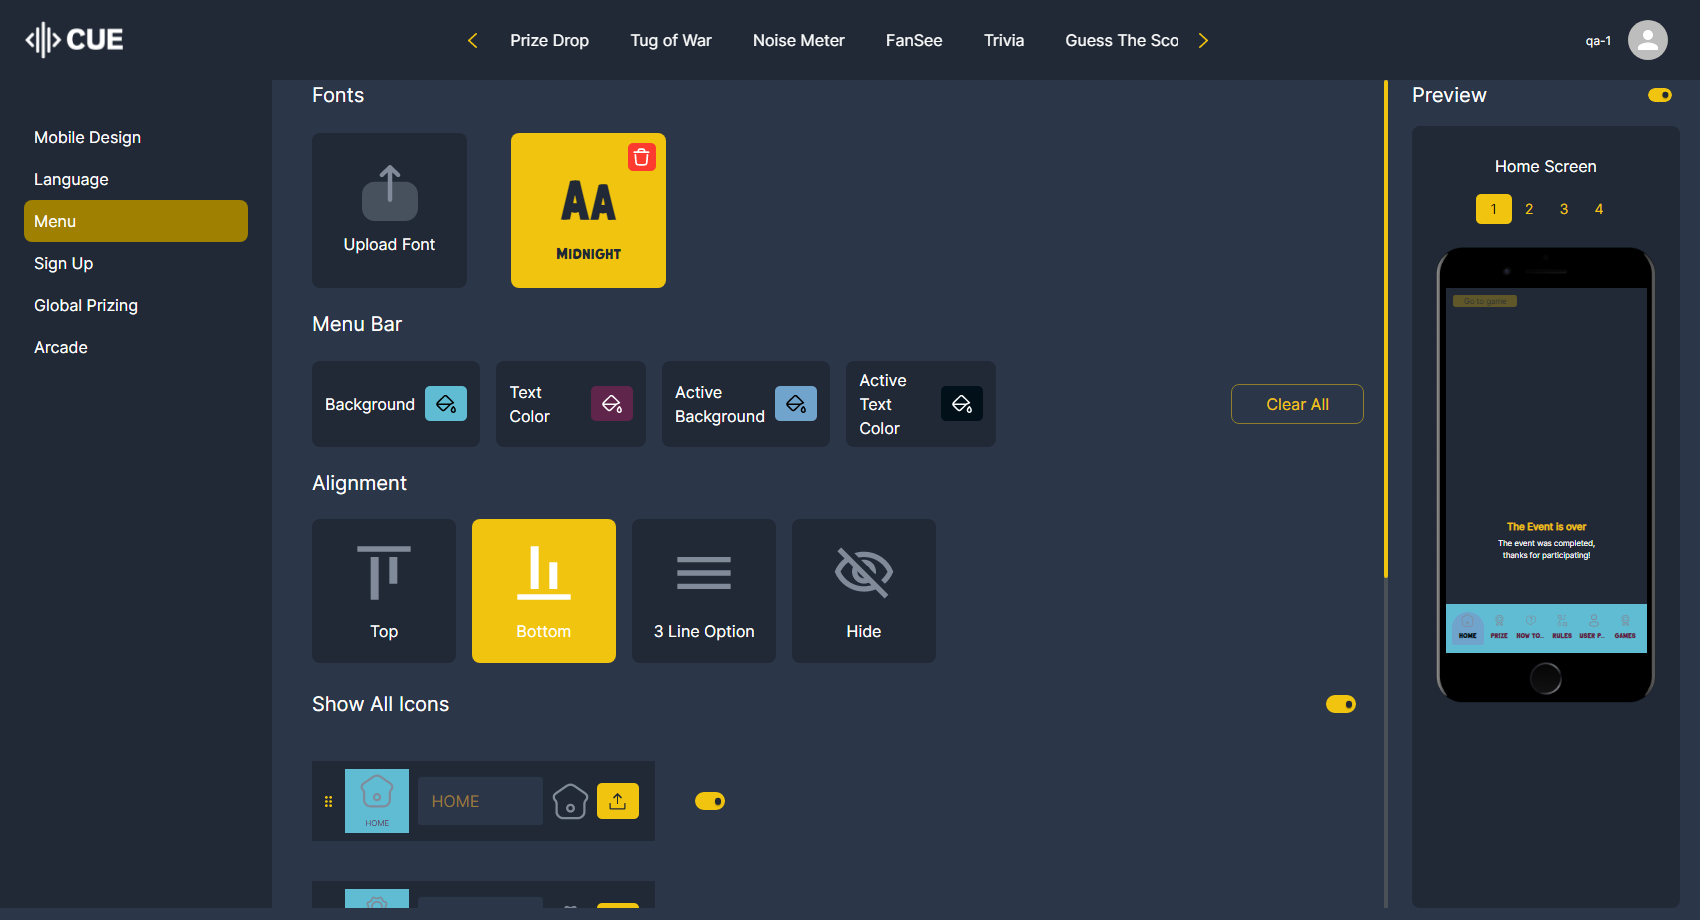 CUE
Prize Drop
Tug of War
Noise Meter
FanSee
Trivia
Guess The Sco
qa-1
Mobile Design
Language
Menu
Sign Up
Global Prizing
Arcade
Fonts
Upload Font
AA
MIDNIGHT
Menu Bar
Background
Text
Color
Active
Background
Active
Text
Color
Clear All
Alignment
Top
Bottom
3 Line Option
Hide
Show All Icons
HOME
HOME
Preview
Home Screen
1 2 3 4
Go to game
The Event is over
The event was completed,
thanks for participating!
HOME PRIZE HOW TO.. RULES USER P.. GAMES